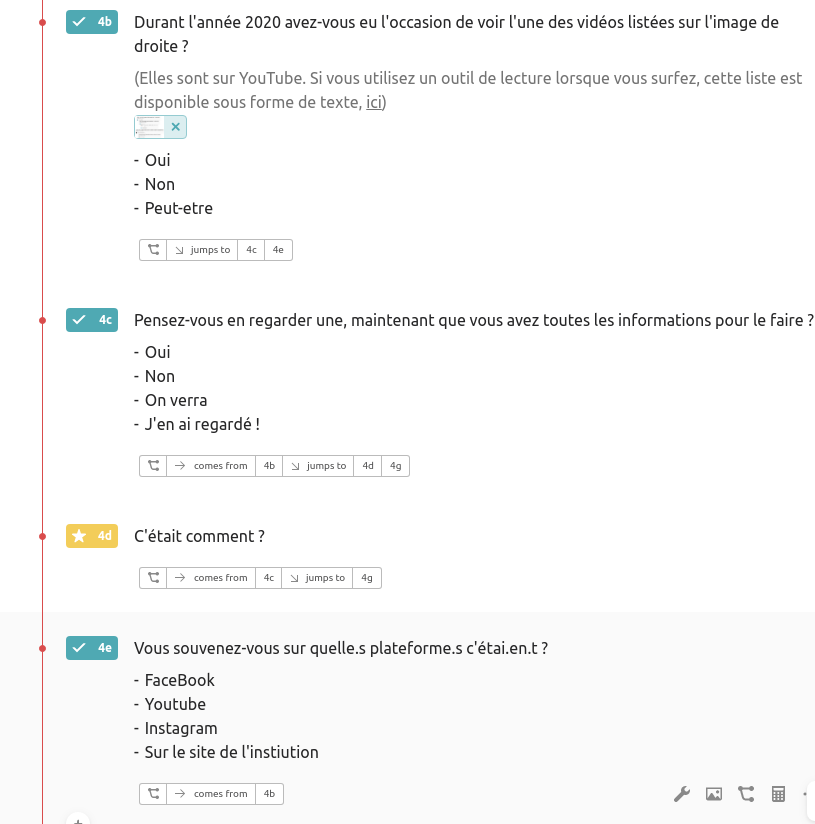 4b Durant l'année 2020 avez-vous eu l'occasion de voir l'une des vidéos listées sur l'image de
droite ?
(Elles sont sur YouTube. Si vous utilisez un outil de lecture lorsque vous surfez, cette liste est
disponible sous forme de texte, ici)
- Oui
- Non
- Peut-etre
jumps to 4c 4e
4c Pensez-vous en regarder une, maintenant que vous avez toutes les informations pour le faire ?
- Oui
- Non
- On verra
- J'en ai regardé !
comes from 4b jumps to 4d 4g
4d C'était comment ?
comes from 4c jumps to 4g
4e Vous souvenez-vous sur quelle.s plateforme.s c'étai.en.t ?
- FaceBook
- Youtube
- Instagram
- Sur le site de l'instiution
comes from 4b